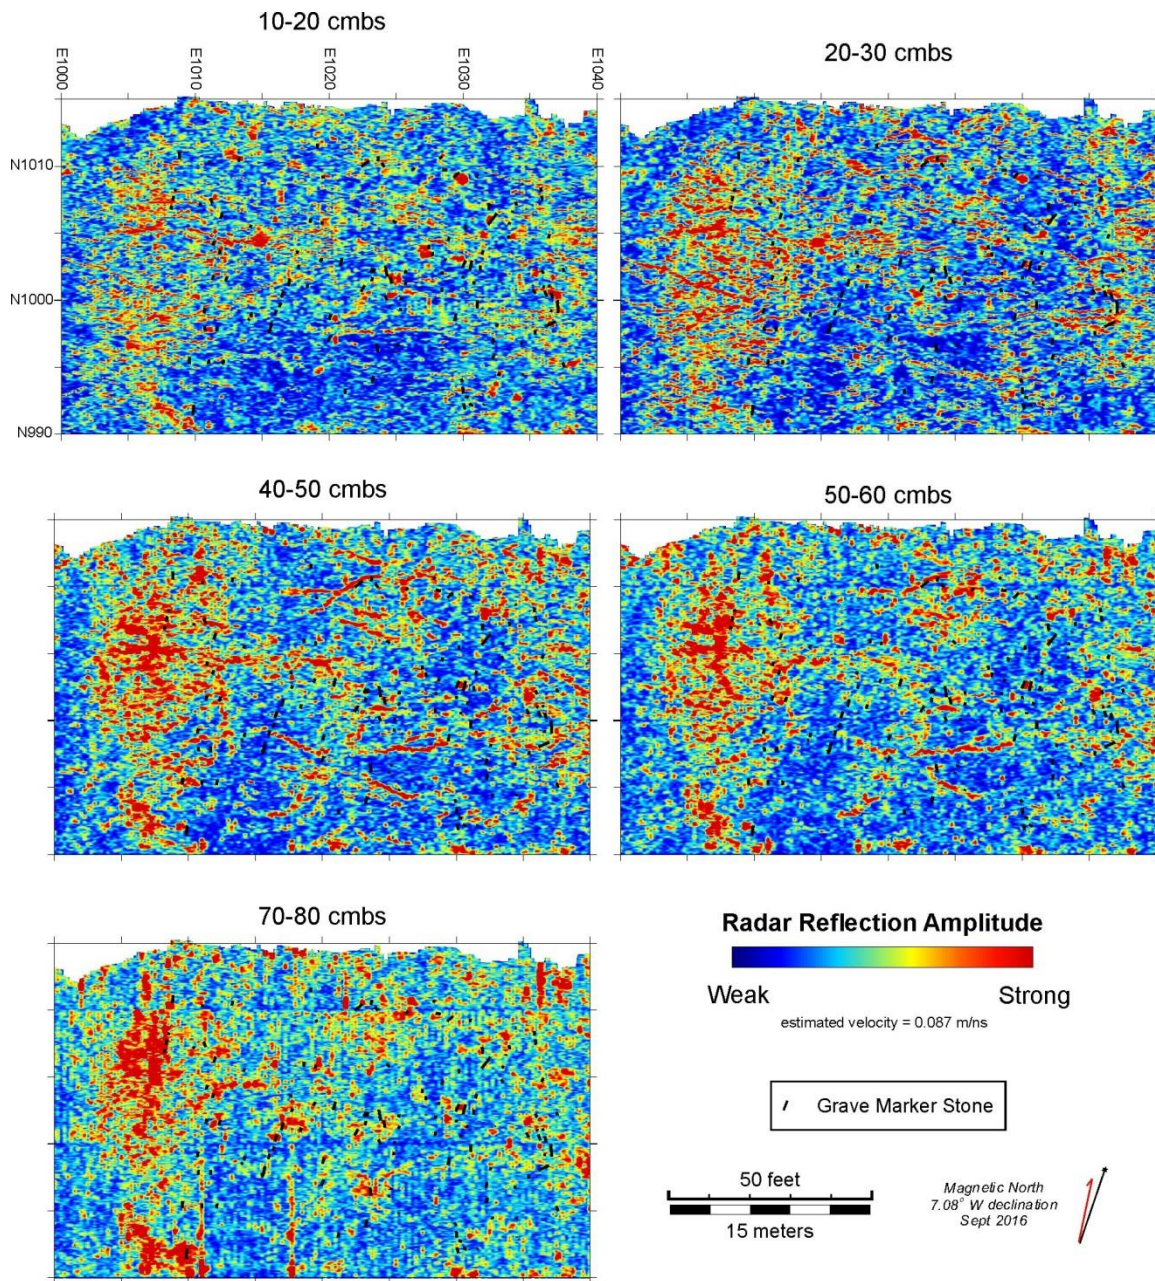 10-20 cmbs
20-30 cmbs
E1000
E1010
E1020
E1030
E1040
N1010
N1000
N990
40-50 cmbs
50-60 cmbs
70-80 cmbs
Radar Reflection Amplitude
Weak
Strong
estimated velocity = 0.087 m/ns
Grave Marker Stone
50 feet
15 meters
Magnetic North
7.08° W declination
Sept 2016